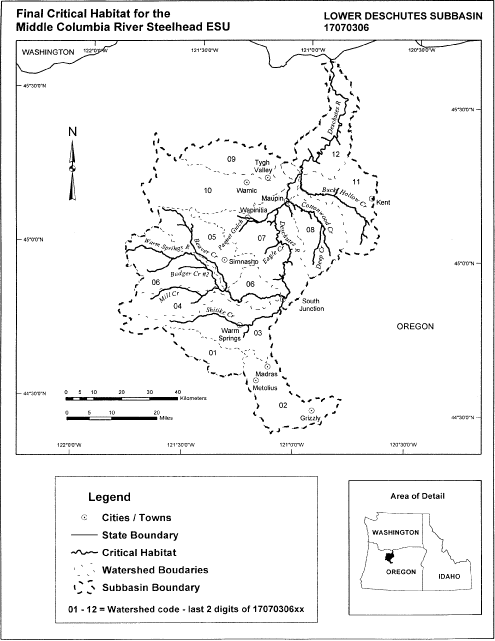 Final Critical Habitat for the
Middle Columbia River Steelhead ESU
LOWER DESCHUTES SUBBASIN
17070306
WASHINGTON
122°0'0"W
121°30'0"W
121°0'0"W
120°30'0"W
45°30'0"N
45°30'0"N
N
Deschutes R
12
09
Tygh
Valley
11
10
Wamic
Buck Hollow Cr
Kent
Maupin
Wapinitia
Cottonwood Cr
05
07
08
45°0'0"N
45°0'0"N
Warm Springs R
Beaver Cr
Deschutes R
Simnasho
Eagle Cr
Deep Cr
Badger Cr #2
06
06
Mill Cr
04
South
Junction
Shitike Cr
Warm
Springs
03
OREGON
01
Madras
Metolius
44°30'0"N
44°30'0"N
02
Grizzly
0 5 10 20 30 40
Kilometers
0 5 10 20
Miles
122°0'0"W
121°30'0"W
121°0'0"W
120°30'0"W
Legend
Cities / Towns
State Boundary
Critical Habitat
Watershed Boundaries
Subbasin Boundary
01 - 12 = Watershed code - last 2 digits of 17070306xx
Area of Detail
WASHINGTON
OREGON
IDAHO